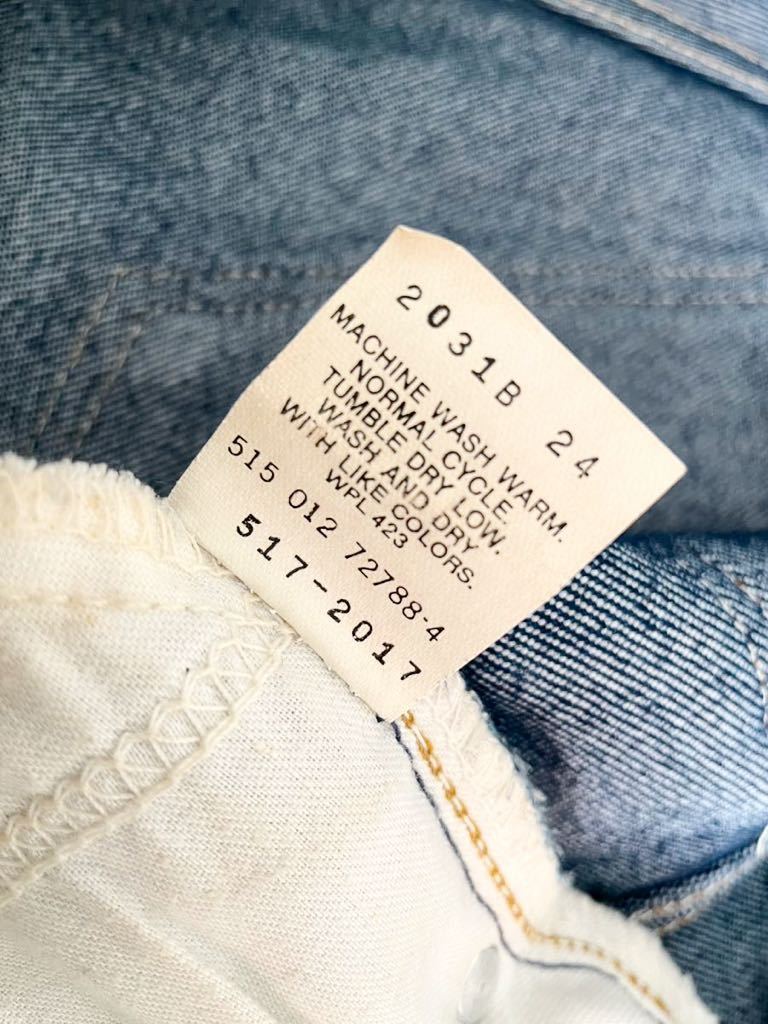 2031B 24
MACHINE WASH WARM.
NORMAL CYCLE.
TUMBLE DRY LOW.
WASH AND DRY
WITH LIKE COLORS.
WPL 423
515 012 72788-4
517-2017